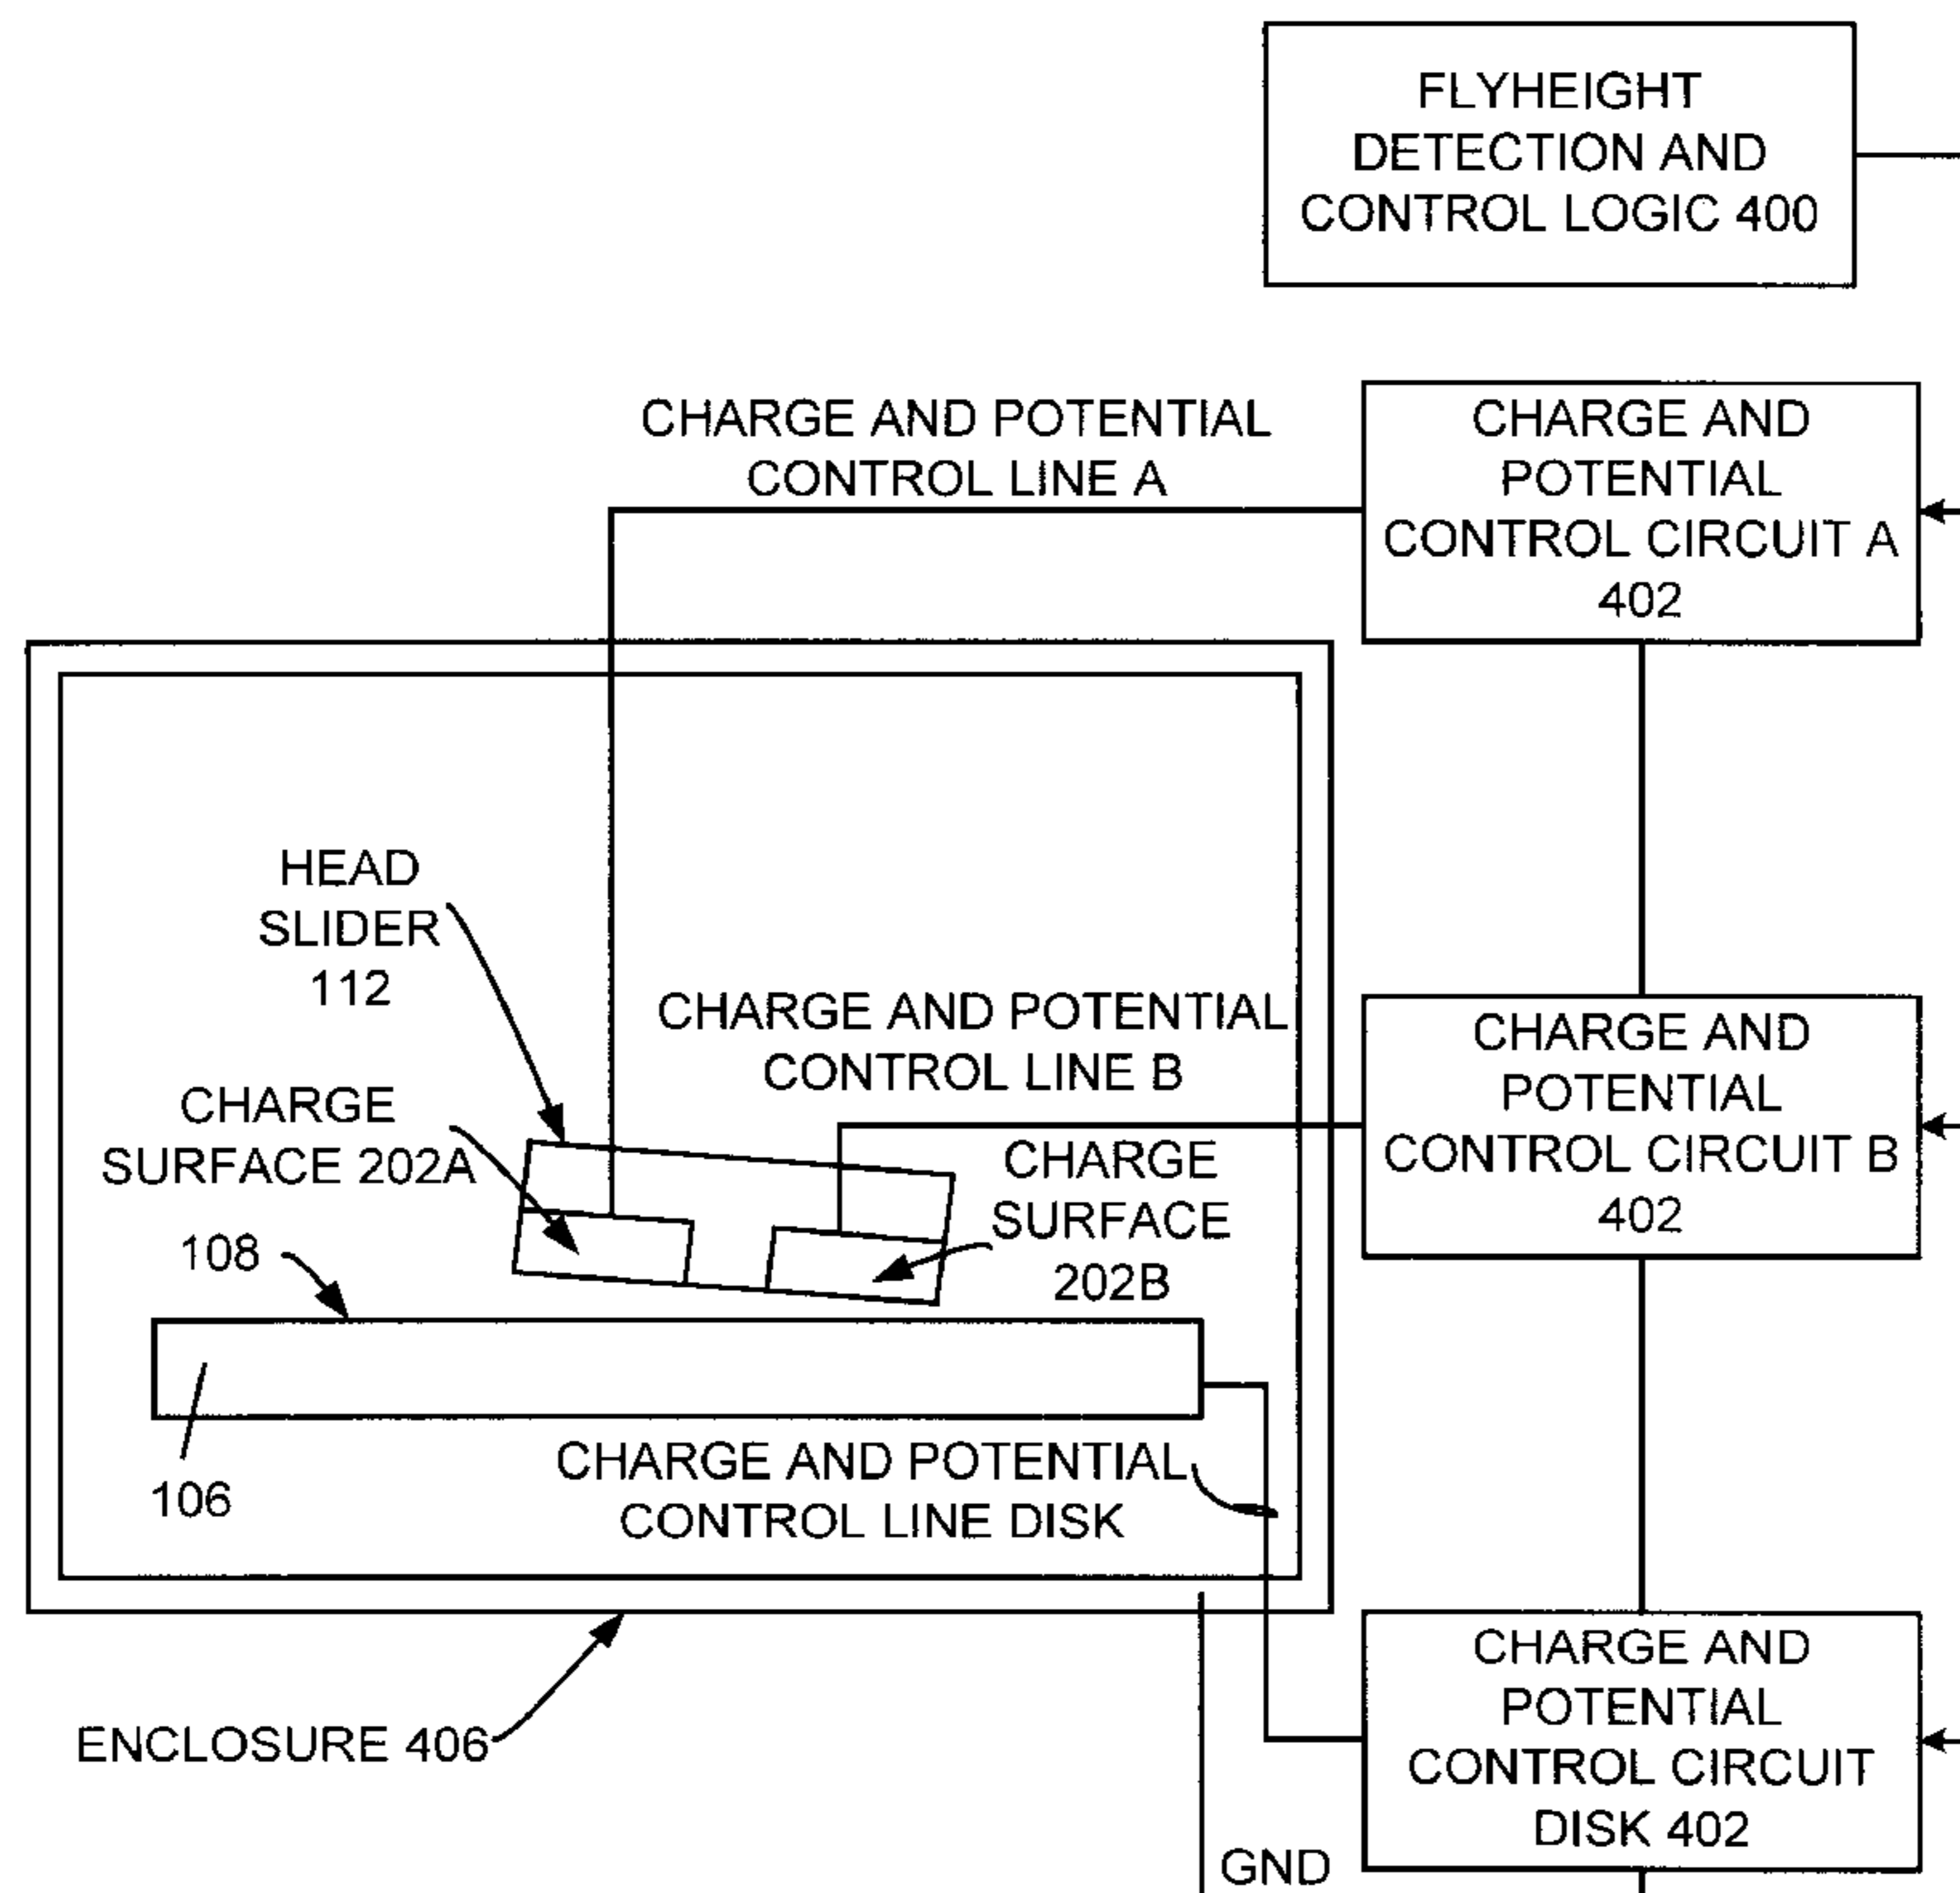 FLYHEIGHT
DETECTION AND
CONTROL LOGIC 400
CHARGE AND POTENTIAL
CONTROL LINE A
CHARGE AND
POTENTIAL
CONTROL CIRCUIT A
402
HEAD
SLIDER
112
CHARGE AND POTENTIAL
CONTROL LINE B
CHARGE AND
POTENTIAL
CONTROL CIRCUIT B
402
CHARGE
SURFACE 202A
CHARGE
SURFACE
202B
108
106
CHARGE AND POTENTIAL
CONTROL LINE DISK
ENCLOSURE 406
CHARGE AND
POTENTIAL
CONTROL CIRCUIT
DISK 402
GND